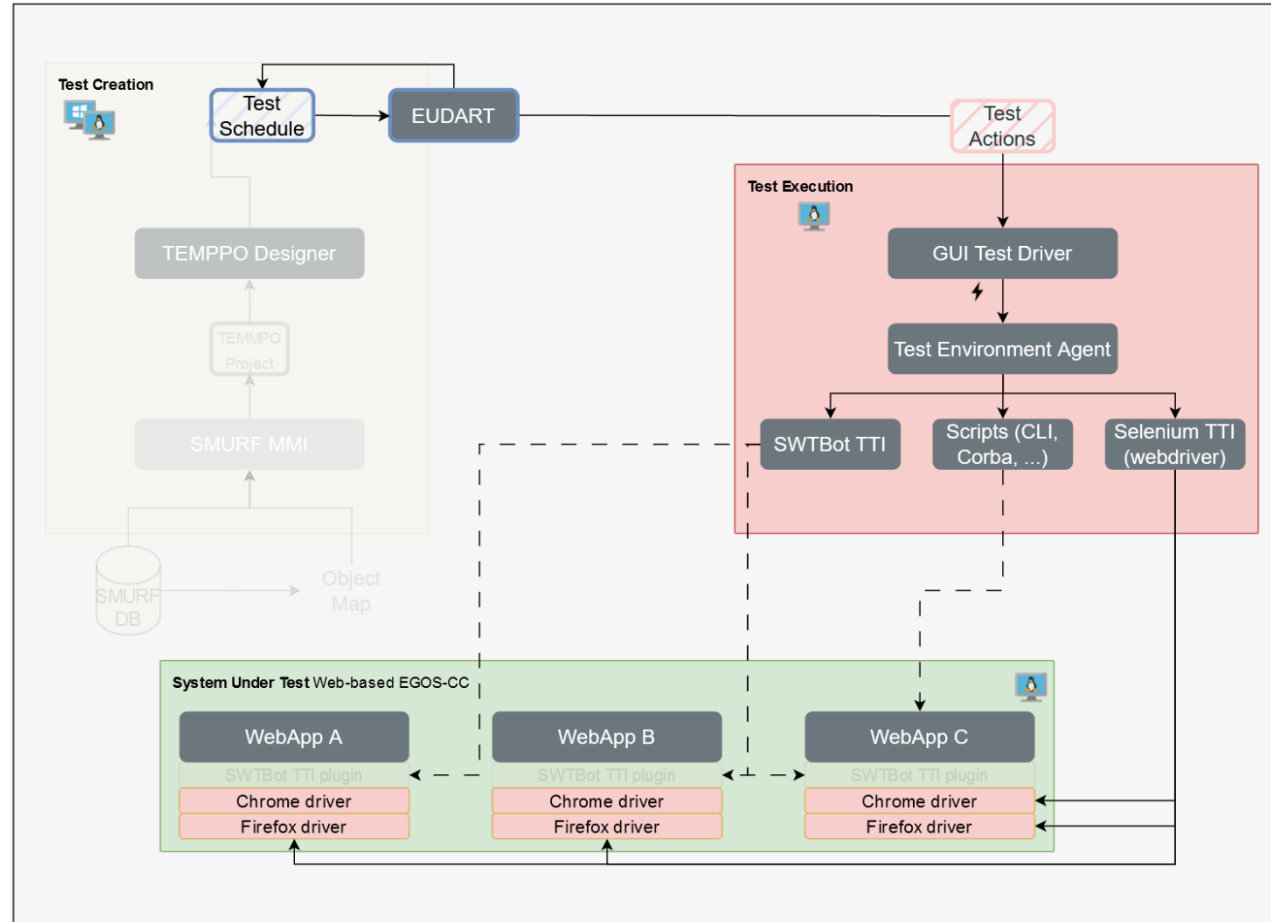 Test Creation
Test
Schedule
EUDART
Test
Actions
TEMPPO Designer
TEMMPO
Project
SMURF MMI
SMURF
DB
Object
Map
Test Execution
GUI Test Driver
Test Environment Agent
SWTBot TTI
Scripts (CLI,
Corba, ...)
Selenium TTI
(webdriver)
System Under Test Web-based EGOS-CC
WebApp A
SWTBot TTI plugin
Chrome driver
Firefox driver
WebApp B
SWTBot TTI plugin
Chrome driver
Firefox driver
WebApp C
SWTBot TTI plugin
Chrome driver
Firefox driver